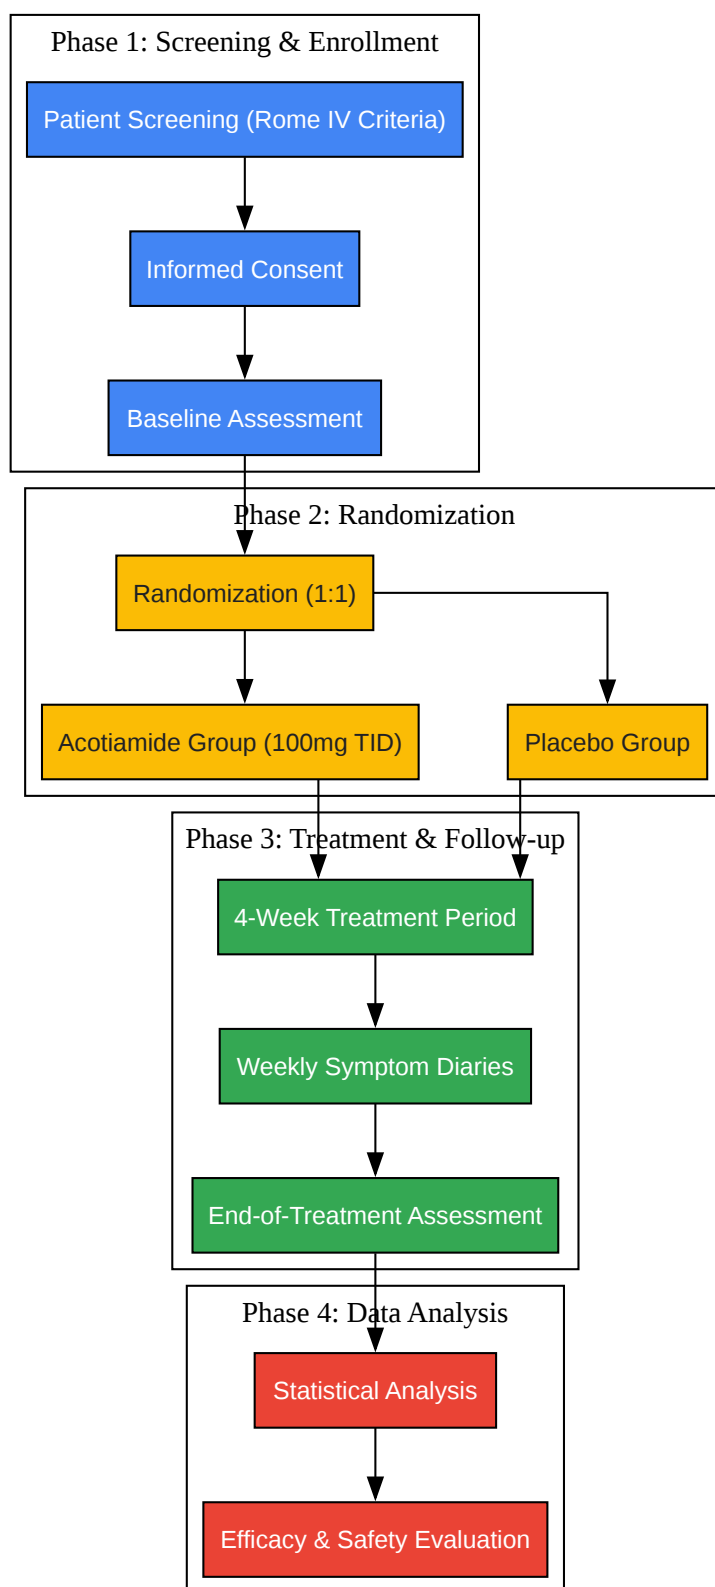 Phase 1: Screening & Enrollment
Patient Screening (Rome IV Criteria)
Informed Consent
Baseline Assessment
Phase 2: Randomization
Randomization (1:1)
Acotiamide Group (100mg TID)
Placebo Group
Phase 3: Treatment & Follow-up
4-Week Treatment Period
Weekly Symptom Diaries
End-of-Treatment Assessment
Phase 4: Data Analysis
Statistical Analysis
Efficacy & Safety Evaluation